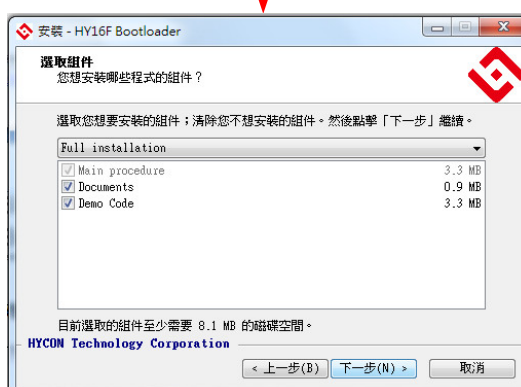 安裝 - HY16F Bootloader
選取組件
您想安裝哪些程式的組件？
選取您想要安裝的組件；清除您不想安裝的組件。然後點擊「下一步」繼續。
Full installation
Main procedure 3.3 MB
Documents 0.9 MB
Demo Code 3.3 MB
目前選取的組件至少需要 8.1 MB 的磁碟空間。
HYCON Technology Corporation
< 上一步(B) 下一步(N) > 取消